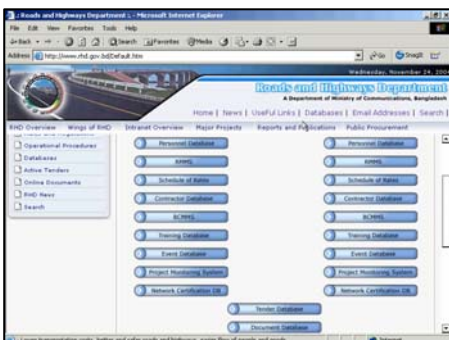 Roads and Highways Department :. - Microsoft Internet Explorer
File Edit View Favorites Tools Help
Back Search Favorites Media
Address http://www.rhd.gov.bd/Default.htm Go SnagIt
Wednesday, November 24, 2004
Roads and Highways Department
A Department of Ministry of Communications, Bangladesh
Home | News | Useful Links | Databases | Email Addresses | Search |
RHD Overview Wings of RHD Intranet Overview Major Projects Reports and Publications Public Procurement
Operational Procedures
Databases
Active Tenders
Online Documents
RHD News
Search
Personnel Database Personnel Database
RMMS RMMS
Schedule of Rates Schedule of Rates
Contractor Database Contractor Database
BCMMS BCMMS
Training Database Training Database
Event Database Event Database
Project Monitoring System Project Monitoring System
Network Certification DB Network Certification DB
Tender Database
Document Database